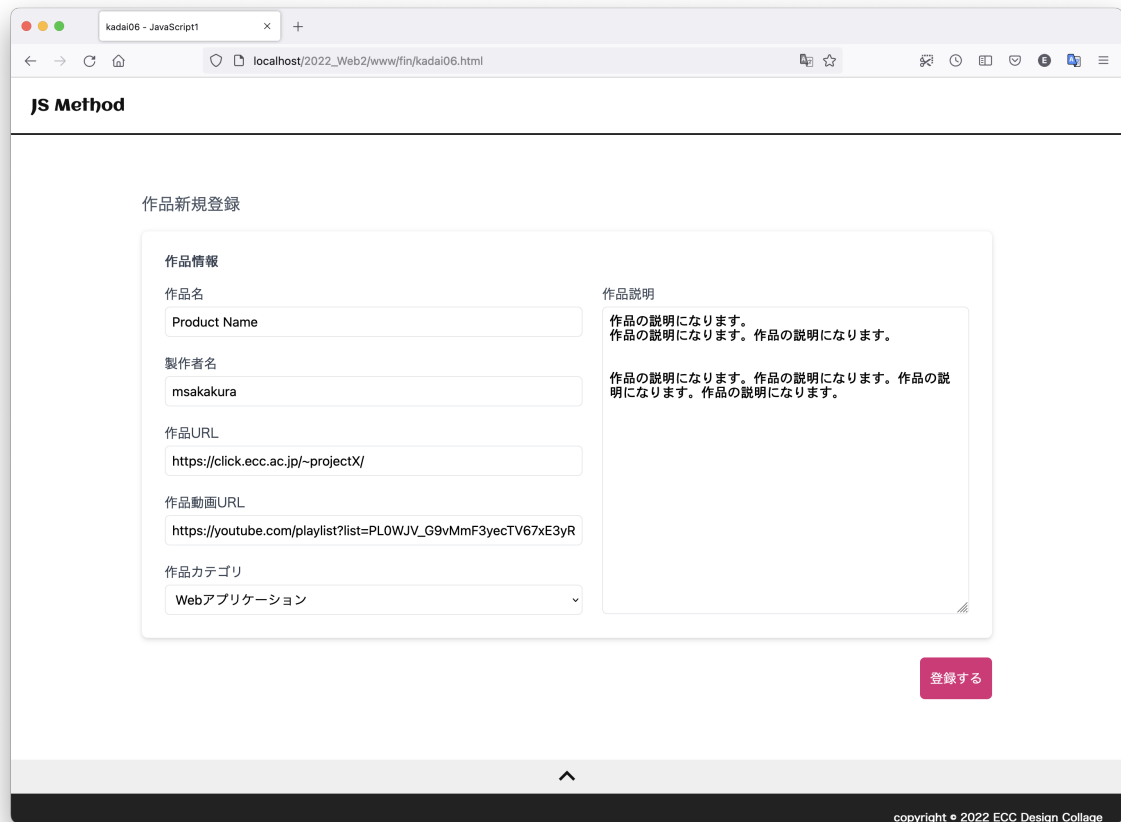 kadai06 - JavaScript1
localhost/2022_Web2/www/fin/kadai06.html
E
JS Method
作品新規登録
作品情報
作品名
Product Name
製作者名
msakakura
作品URL
https://click.ecc.ac.jp/~projectX/
作品動画URL
https://youtube.com/playlist?list=PL0WJV_G9vMmF3yecTV67xE3yR
作品カテゴリ
Webアプリケーション
作品説明
作品の説明になります。
作品の説明になります。作品の説明になります。
作品の説明になります。作品の説明になります。作品の説
明になります。作品の説明になります。
登録する
copyright © 2022 ECC Design Collage